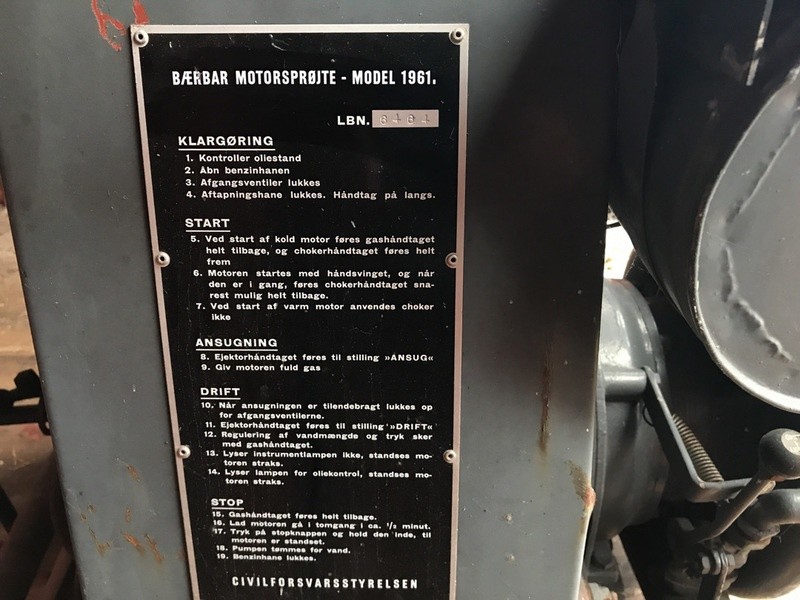 BÆRBAR MOTORSPRØJTE - MODEL 1961.
LBN. 8484
KLARGØRING
1. Kontroller oliestand
2. Åbn benzinhanen
3. Afgangsventiler lukkes
4. Aftapningshane lukkes. Håndtag på langs.
START
5. Ved start af kold motor føres gashåndtaget
helt tilbage, og chokerhåndtaget føres helt
frem
6. Motoren startes med håndsvinget, og når
den er i gang, føres chokerhåndtaget sna-
rest mulig helt tilbage.
7. Ved start af varm motor anvendes choker
ikke
ANSUGNING
8. Ejektorhåndtaget føres til stilling »ANSUG«
9. Giv motoren fuld gas
DRIFT
10. Når ansugningen er tilendebragt lukkes op
for afgangsventilerne.
11. Ejektorhåndtaget føres til stilling »DRIFT«
12. Regulering af vandmængde og tryk sker
med gashåndtaget.
13. Lyser instrumentlampen ikke, standses mo-
toren straks.
14. Lyser lampen for oliekontrol, standses mo-
toren straks.
STOP
15. Gashåndtaget føres helt tilbage.
16. Lad motoren gå i tomgang i ca. 1/2 minut.
17. Tryk på stopknappen og hold den inde, til
motoren er standset.
18. Pumpen tømmes for vand.
19. Benzinhane lukkes.
CIVILFORSVARSSTYRELSEN